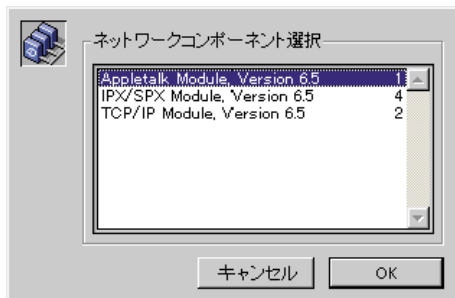 ネットワークコンポーネント選択
Appletalk Module, Version 6.5 1
IPX/SPX Module, Version 6.5 4
TCP/IP Module, Version 6.5 2
キャンセル OK